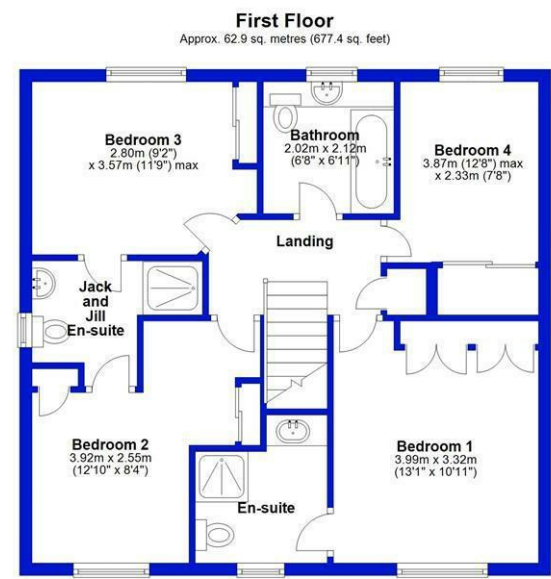 First Floor
Approx. 62.9 sq. metres (677.4 sq. feet)
Bedroom 3
2.80m (9'2")
x 3.57m (11'9") max
Bathroom
2.02m x 2.12m
(6'8" x 6'11")
Bedroom 4
3.87m (12'8") max
x 2.33m (7'8")
Landing
Jack
and
Jill
En-suite
Bedroom 2
3.92m x 2.55m
(12'10" x 8'4")
En-suite
Bedroom 1
3.99m x 3.32m
(13'1" x 10'11")